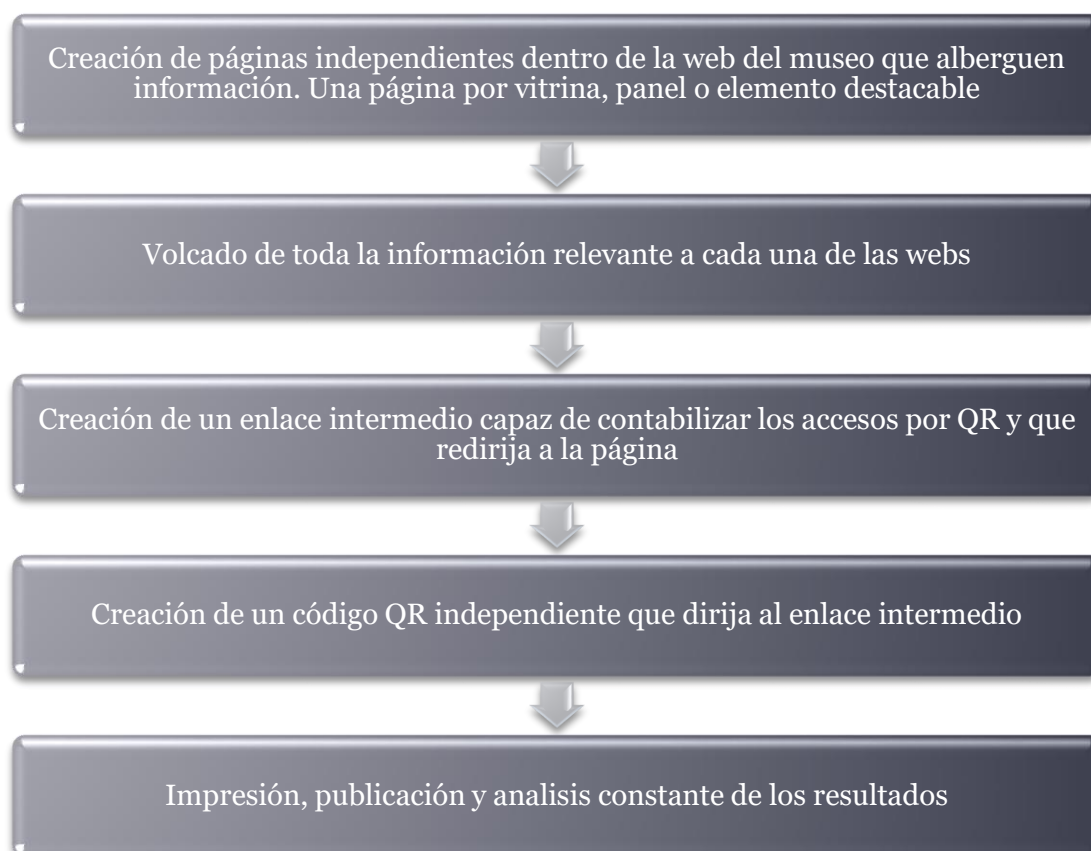 Creación de páginas independientes dentro de la web del museo que alberguen
información. Una página por vitrina, panel o elemento destacable
Volcado de toda la información relevante a cada una de las webs
Creación de un enlace intermedio capaz de contabilizar los accesos por QR y que
redirija a la página
Creación de un código QR independiente que dirija al enlace intermedio
Impresión, publicación y analisis constante de los resultados